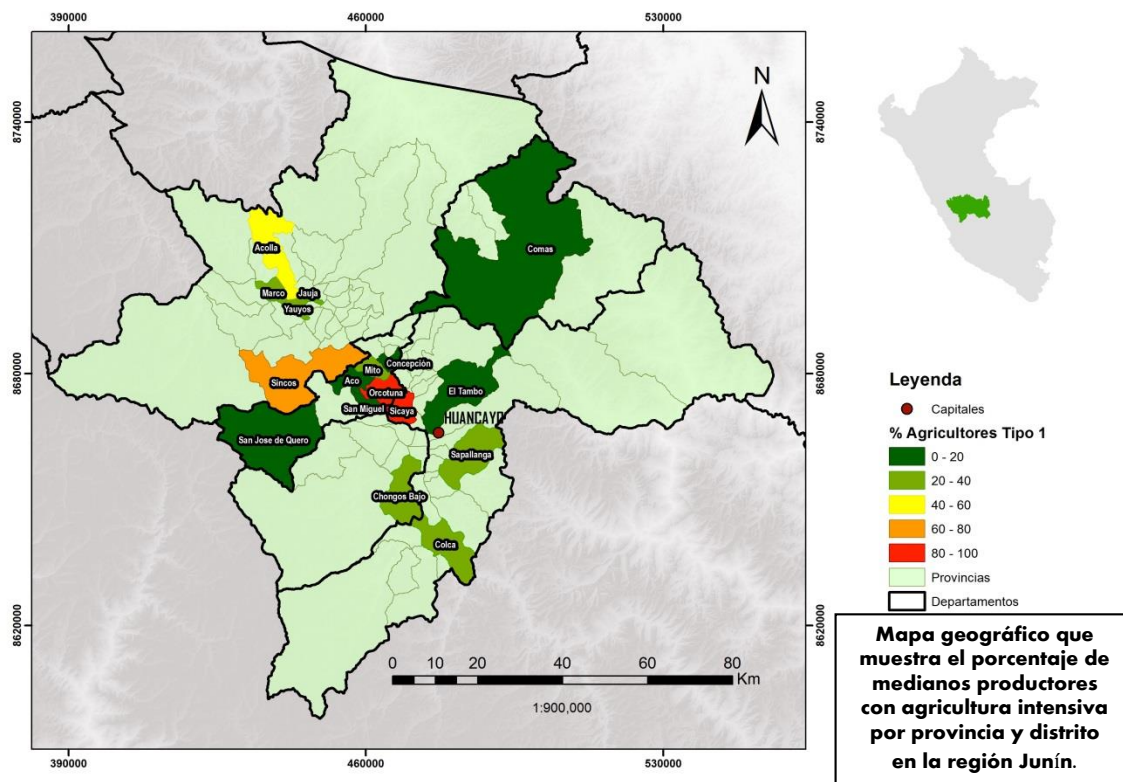 390000
460000
530000
N
8740000
8740000
Acolla
Comas
Marco
Jauja
Yauyos
Concepción
Mito
8680000
8680000
Aco
Sincos
Orcotuna
El Tambo
San Miguel
Sicaya
HUANCAYO
San Jose de Quero
Sapallanga
Chongos Bajo
Colca
8620000
8620000
0 10 20 40 60 80
Km
1:900,000
390000
460000
530000
Leyenda
Capitales
% Agricultores Tipo 1
0 - 20
20 - 40
40 - 60
60 - 80
80 - 100
Provincias
Departamentos
Mapa geográfico que
muestra el porcentaje de
medianos productores
con agricultura intensiva
por provincia y distrito
en la región Junín.